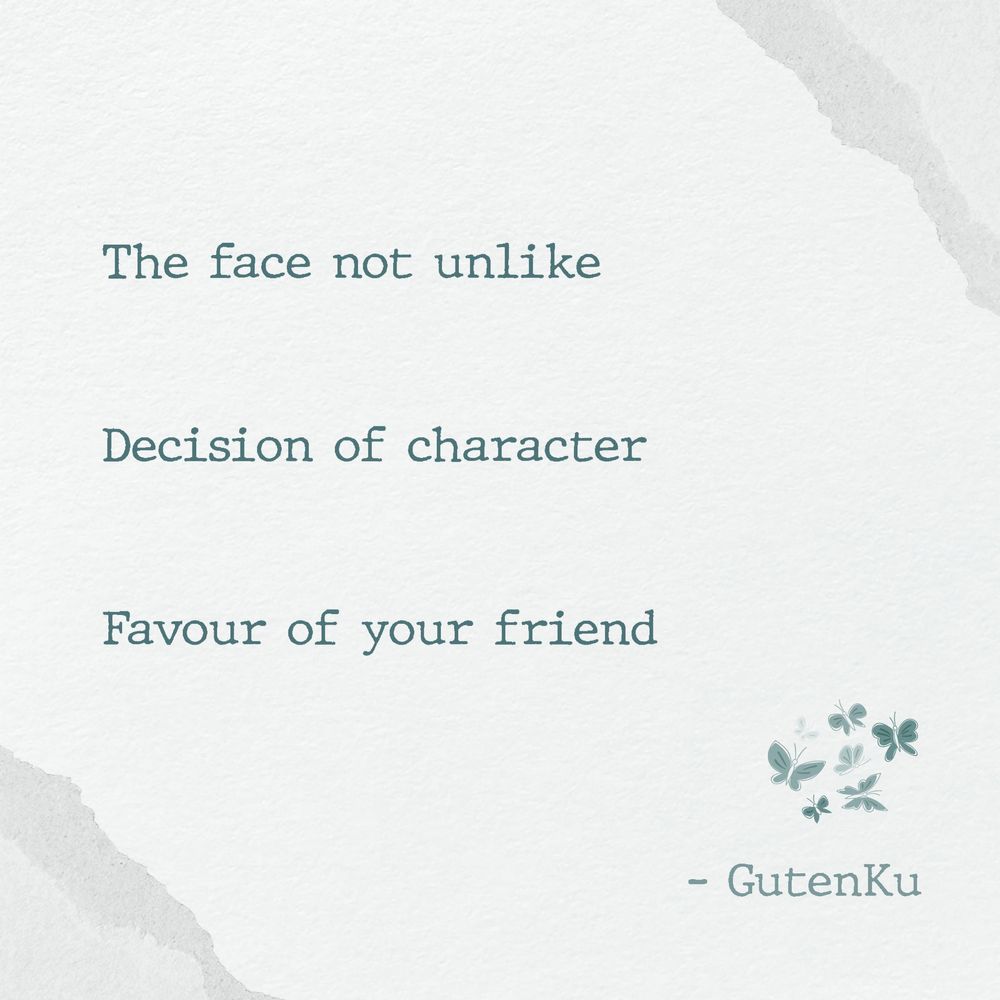 The face not unlike
Decision of character
Favour of your friend
- GutenKu